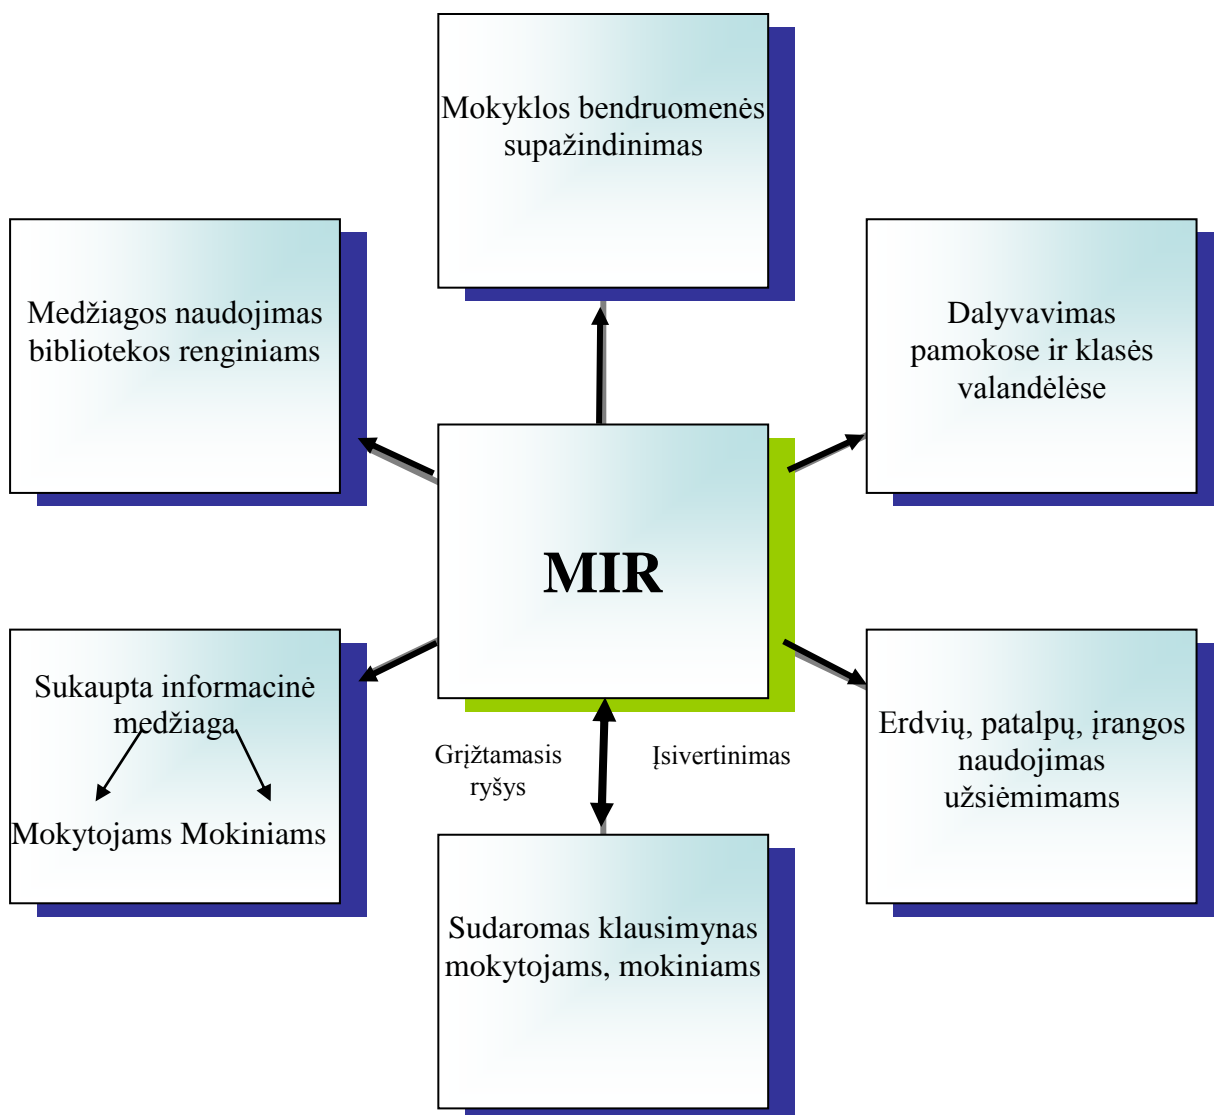 Mokyklos bendruomenės
supažindinimas
Medžiagos naudojimas
bibliotekos renginiams
Dalyvavimas
pamokose ir klasės
valandėlėse
MIR
Sukaupta informacinė
medžiaga
Mokytojams Mokiniams
Grįžtamasis
ryšys
Įsivertinimas
Erdvių, patalpų, įrangos
naudojimas
užsiėmimams
Sudaromas klausimynas
mokytojams, mokiniams